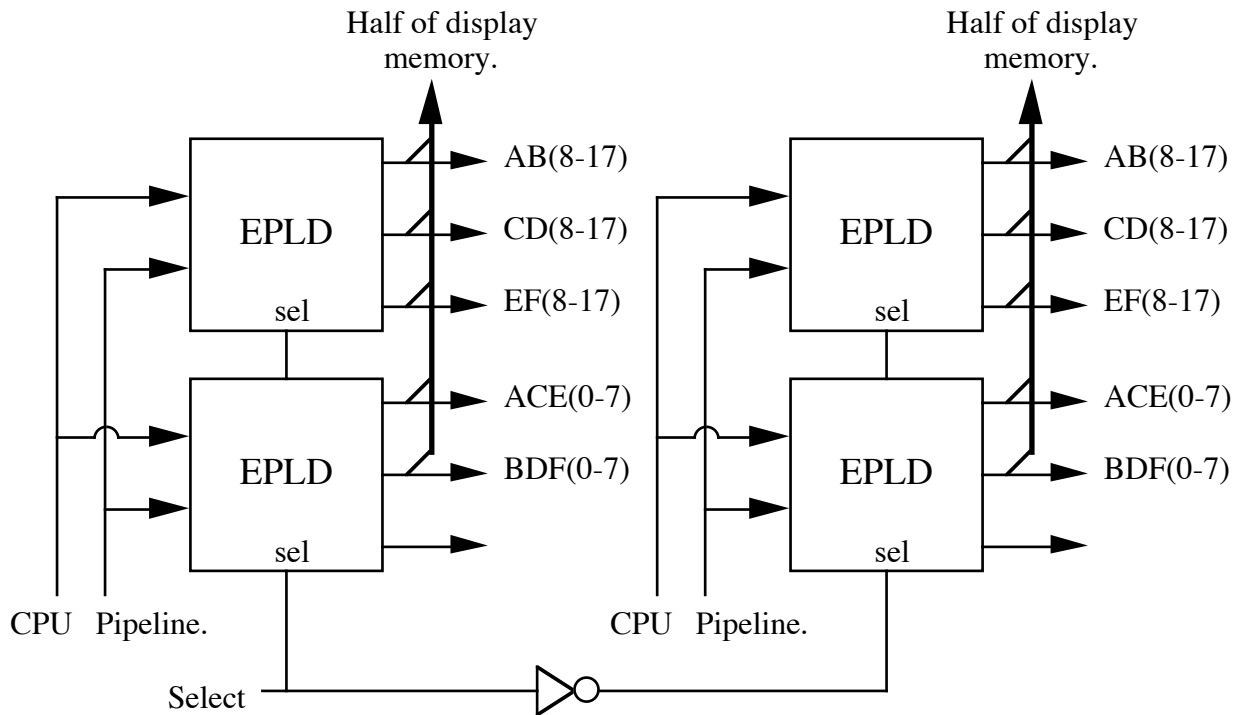 Half of display
memory.
Half of display
memory.
EPLD
sel
AB(8-17)
CD(8-17)
EF(8-17)
EPLD
sel
ACE(0-7)
BDF(0-7)
CPU
Pipeline.
EPLD
sel
AB(8-17)
CD(8-17)
EF(8-17)
EPLD
sel
ACE(0-7)
BDF(0-7)
CPU
Pipeline.
Select